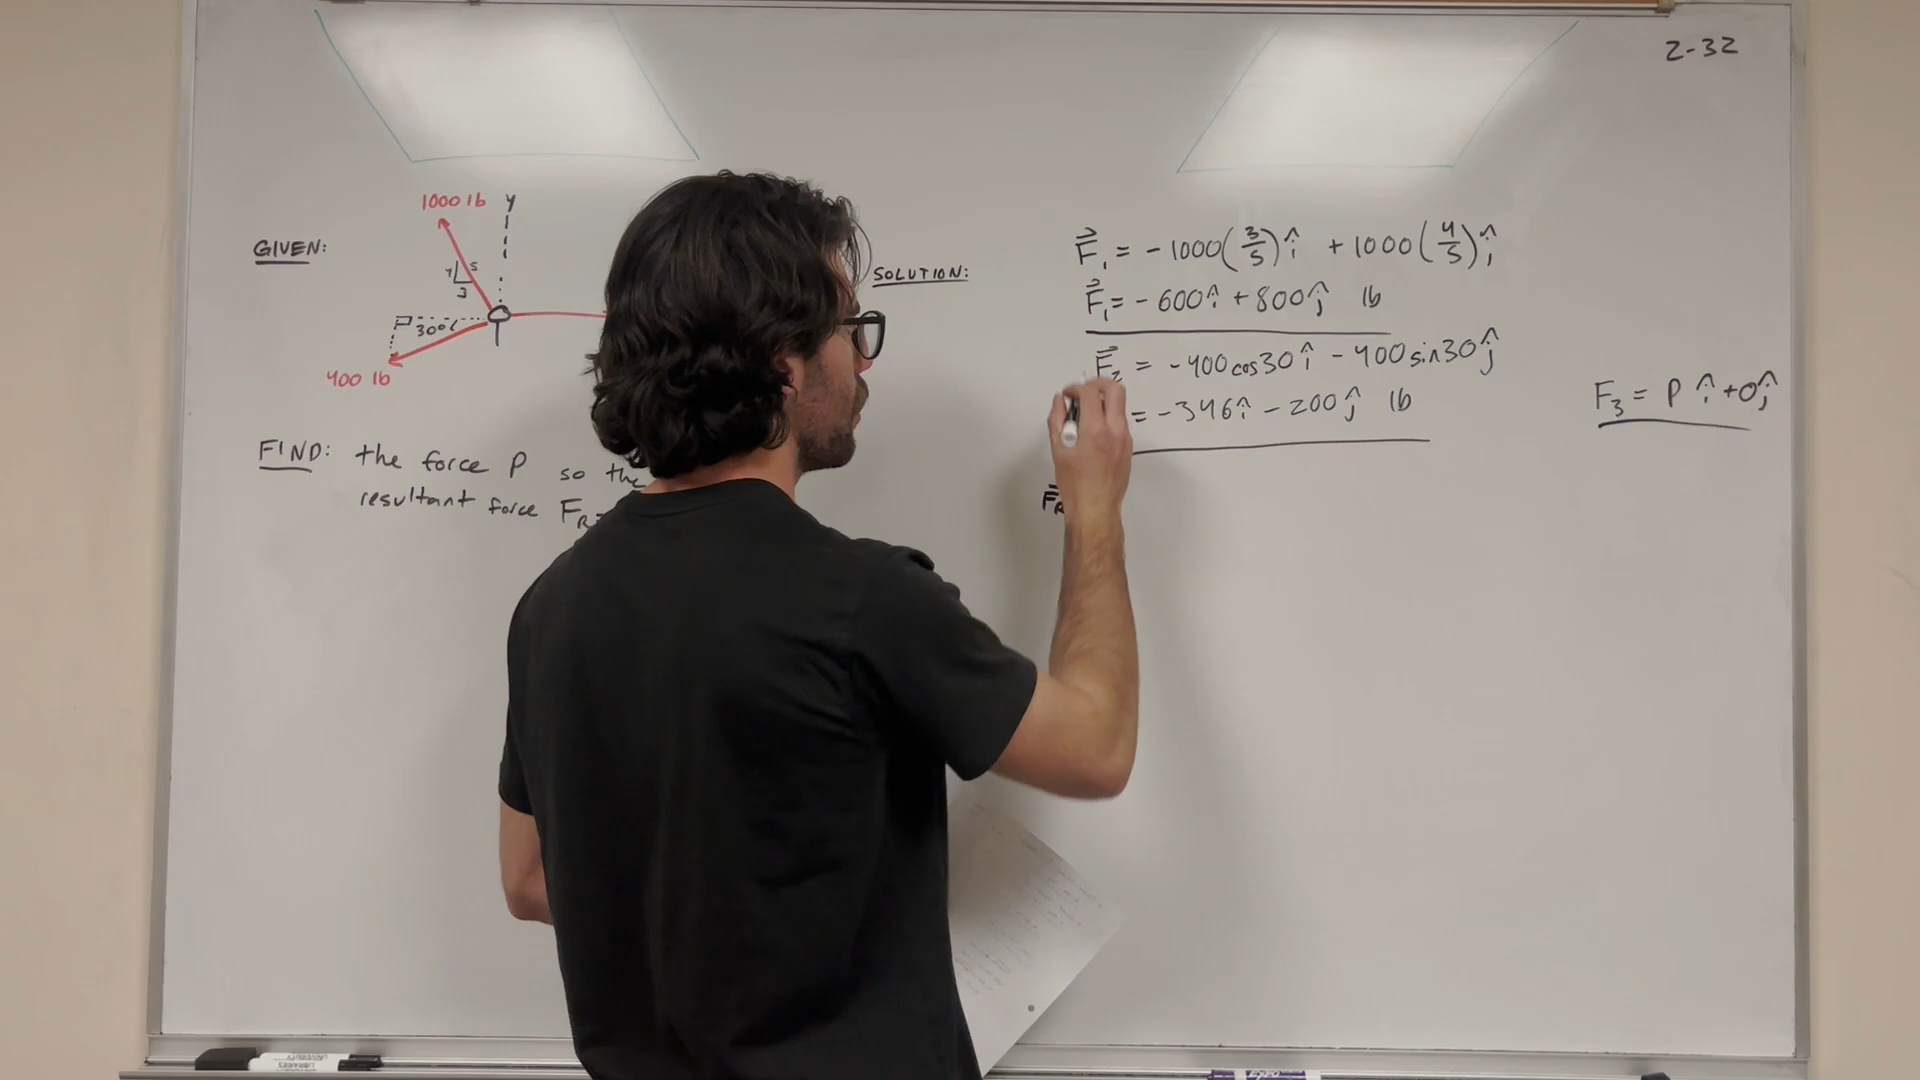 2-32
GIVEN:
1000 lb
y
4
5
3
30°
400 lb
FIND: the force P so the
resultant force F_R =
SOLUTION:
F⃗₁ = -1000(3/5)î + 1000(4/5)ĵ
F⃗₁ = -600î + 800ĵ lb
F⃗₂ = -400cos30î - 400sin30ĵ
= -346î - 200ĵ lb
F₃ = P î + 0ĵ
F⃗_R